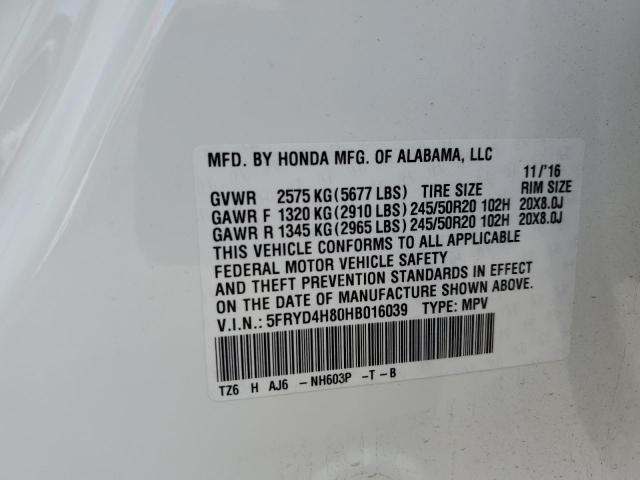 MFD. BY HONDA MFG. OF ALABAMA, LLC
11/'16
GVWR 2575 KG(5677 LBS) TIRE SIZE RIM SIZE
GAWR F 1320 KG(2910 LBS)245/50R20 102H 20X8.0J
GAWR R 1345 KG(2965 LBS)245/50R20 102H 20X8.0J
THIS VEHICLE CONFORMS TO ALL APPLICABLE
FEDERAL MOTOR VEHICLE SAFETY
AND THEFT PREVENTION STANDARDS IN EFFECT
ON THE DATE OF MANUFACTURE SHOWN ABOVE.
V.I.N.: 5FRYD4H80HB016039 TYPE: MPV
TZ6 H AJ6 -NH603P -T-B